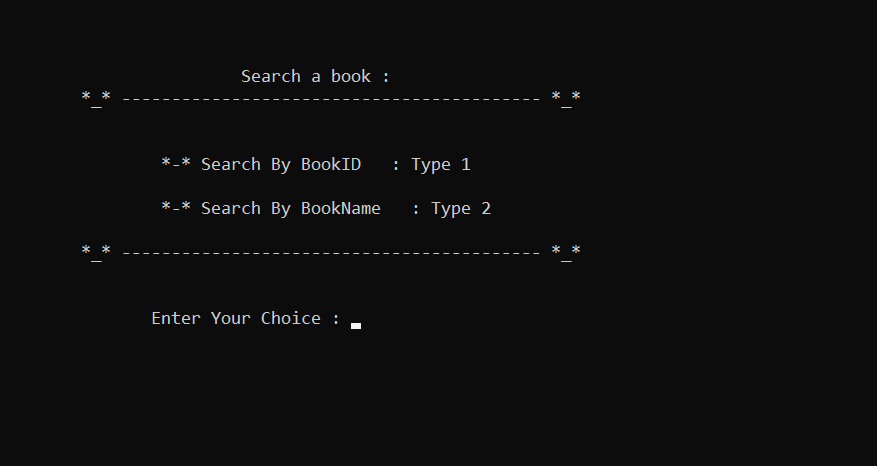 Search a book :
*_* ------------------------------------------ *_*
*-* Search By BookID   : Type 1
*-* Search By BookName   : Type 2
*_* ------------------------------------------ *_*
Enter Your Choice :